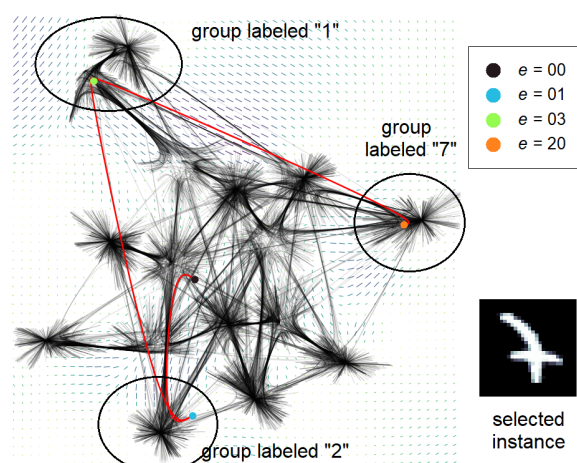 group labeled "1"
e = 00
e = 01
e = 03
e = 20
group
labeled "7"
selected
instance
group labeled "2"